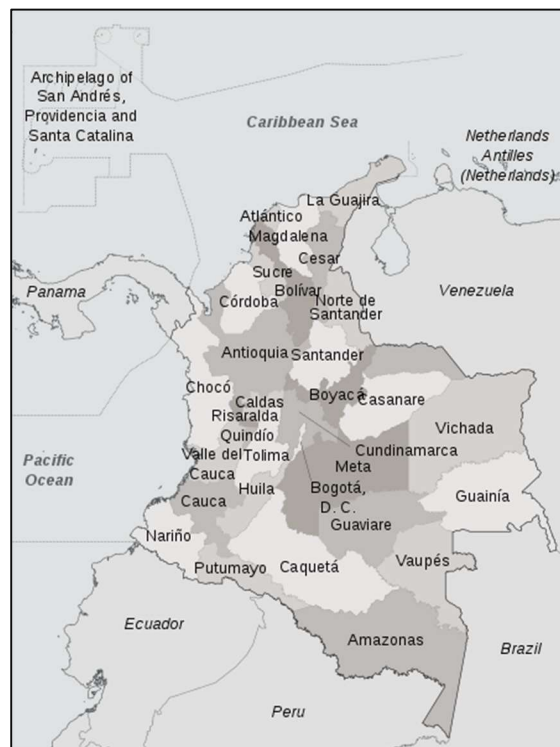 Archipelago of
San Andrés,
Providencia and
Santa Catalina
Caribbean Sea
Netherlands
Antilles
(Netherlands)
La Guajira
Atlántico
Magdalena
Cesar
Sucre
Bolívar
Panama
Venezuela
Córdoba
Norte de
Santander
Antioquia
Santander
Chocó
Boyacá
Casanare
Caldas
Risaralda
Vichada
Quindío
Cundinamarca
Valle del
Cauca
Tolima
Pacific
Ocean
Meta
Huila
Bogotá,
D. C.
Guainía
Cauca
Guaviare
Nariño
Vaupés
Putumayo
Caquetá
Ecuador
Amazonas
Brazil
Peru